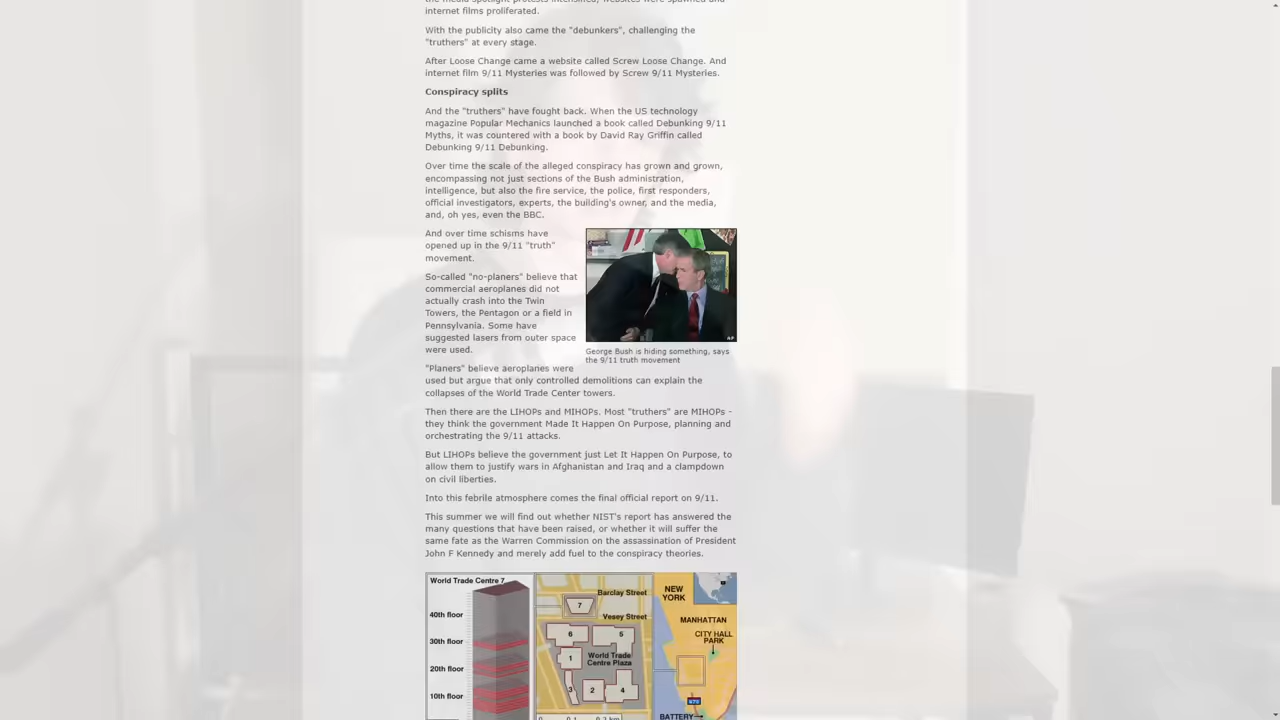 the media spotlight protests intensified, websites were spawned and
internet films proliferated.
With the publicity also came the "debunkers", challenging the
"truthers" at every stage.
After Loose Change came a website called Screw Loose Change. And
internet film 9/11 Mysteries was followed by Screw 9/11 Mysteries.
Conspiracy splits
And the "truthers" have fought back. When the US technology
magazine Popular Mechanics launched a book called Debunking 9/11
Myths, it was countered with a book by David Ray Griffin called
Debunking 9/11 Debunking.
Over time the scale of the alleged conspiracy has grown and grown,
encompassing not just sections of the Bush administration,
intelligence, but also the fire service, the police, first responders,
official investigators, experts, the building's owner, and the media,
and, oh yes, even the BBC.
And over time schisms have
opened up in the 9/11 "truth"
movement.
So-called "no-planers" believe that
commercial aeroplanes did not
actually crash into the Twin
Towers, the Pentagon or a field in
Pennsylvania. Some have
suggested lasers from outer space
were used.
AP
George Bush is hiding something, says
the 9/11 truth movement
"Planers" believe aeroplanes were
used but argue that only controlled demolitions can explain the
collapses of the World Trade Center towers.
Then there are the LIHOPs and MIHOPs. Most "truthers" are MIHOPs -
they think the government Made It Happen On Purpose, planning and
orchestrating the 9/11 attacks.
But LIHOPs believe the government just Let It Happen On Purpose, to
allow them to justify wars in Afghanistan and Iraq and a clampdown
on civil liberties.
Into this febrile atmosphere comes the final official report on 9/11.
This summer we will find out whether NIST's report has answered the
many questions that have been raised, or whether it will suffer the
same fate as the Warren Commission on the assassination of President
John F Kennedy and merely add fuel to the conspiracy theories.
World Trade Centre 7
40th floor
30th floor
20th floor
10th floor
Barclay Street
7
Vesey Street
6
5
1
World Trade
Centre Plaza
3
2
4
0
0.1
0.2 km
NEW
YORK
MANHATTAN
CITY HALL
PARK
BATTERY